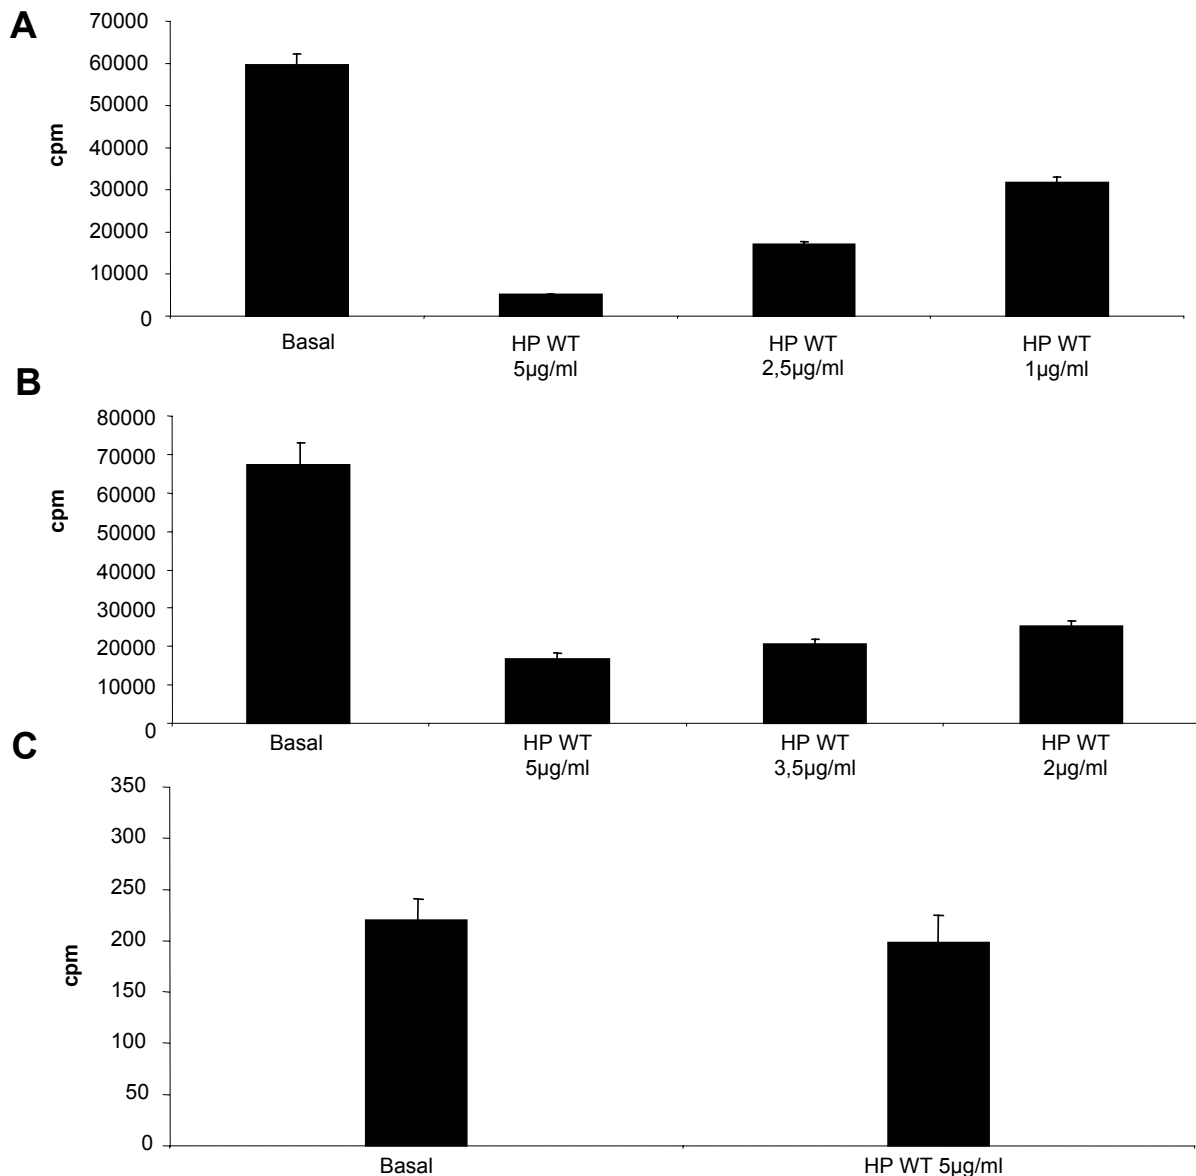 A
70000
60000
50000
40000
30000
20000
10000
0
cpm
Basal
HP WT
5µg/ml
HP WT
2,5µg/ml
HP WT
1µg/ml
B
80000
70000
60000
50000
40000
30000
20000
10000
0
cpm
Basal
HP WT
5µg/ml
HP WT
3,5µg/ml
HP WT
2µg/ml
C
350
300
250
200
150
100
50
0
cpm
Basal
HP WT 5µg/ml